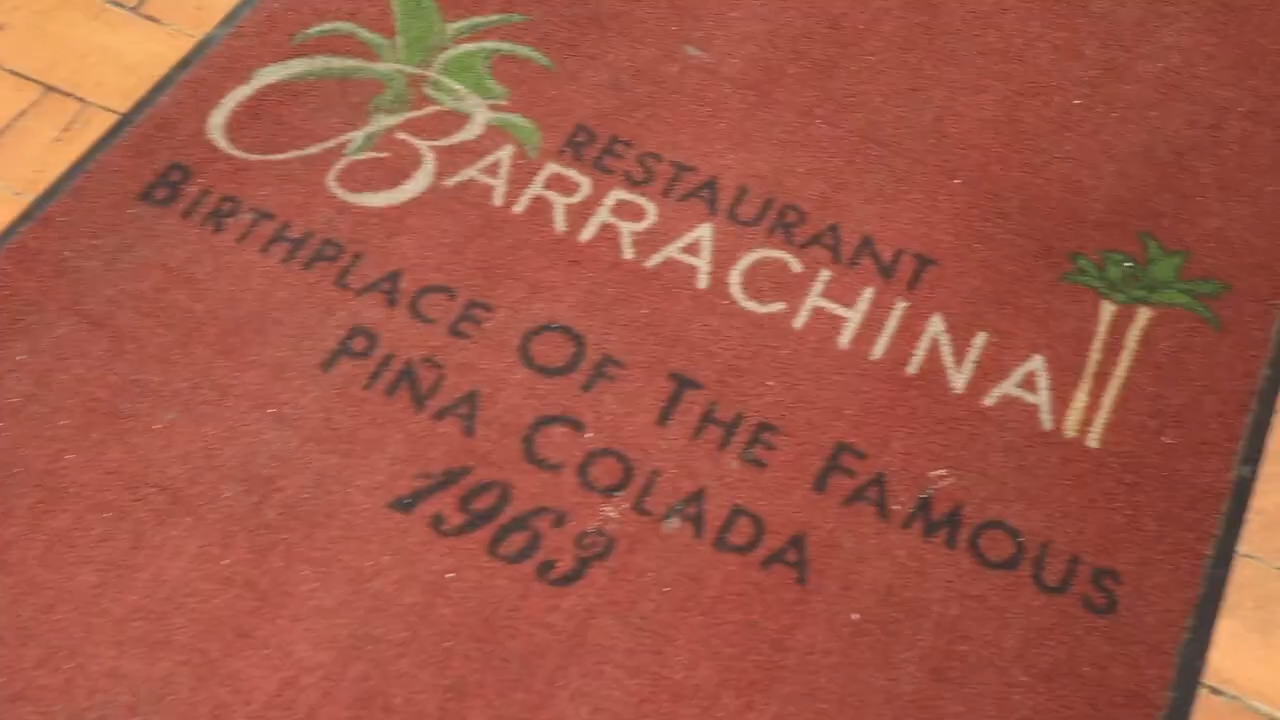 RESTAURANT
BARRACHINA
BIRTHPLACE OF THE FAMOUS
PIÑA COLADA
1963